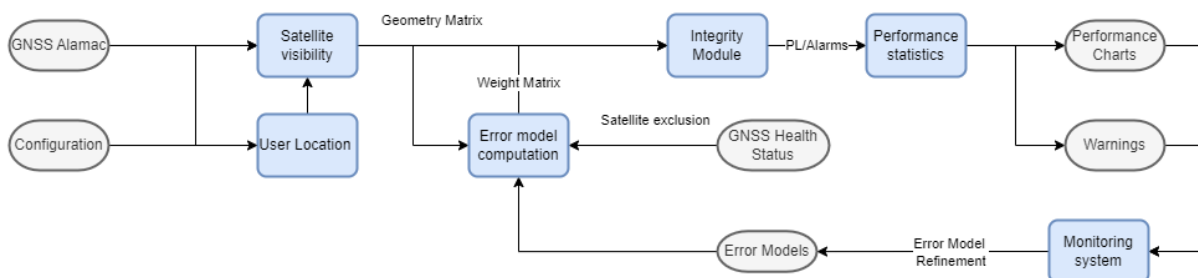 Geometry Matrix
GNSS Alamac
Satellite
visibility
Integrity
Module
PL/Alarms
Performance
statistics
Performance
Charts
Weight Matrix
Configuration
User Location
Error model
computation
Satellite exclusion
GNSS Health
Status
Warnings
Error Models
Error Model
Refinement
Monitoring
system